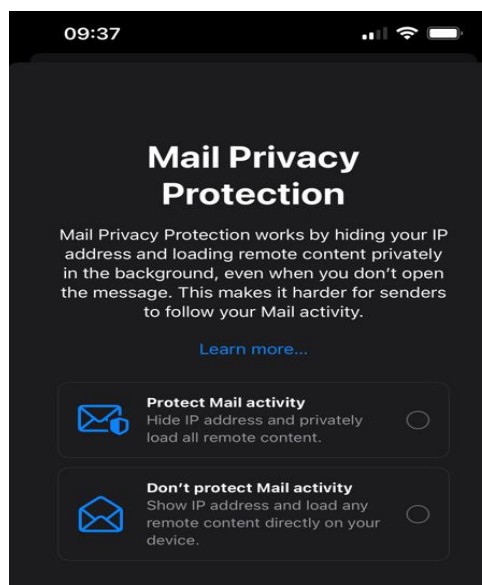 09:37
Mail Privacy
Protection
Mail Privacy Protection works by hiding your IP
address and loading remote content privately
in the background, even when you don’t open
the message. This makes it harder for senders
to follow your Mail activity.
Learn more...
Protect Mail activity
Hide IP address and privately
load all remote content.
Don’t protect Mail activity
Show IP address and load any
remote content directly on your
device.